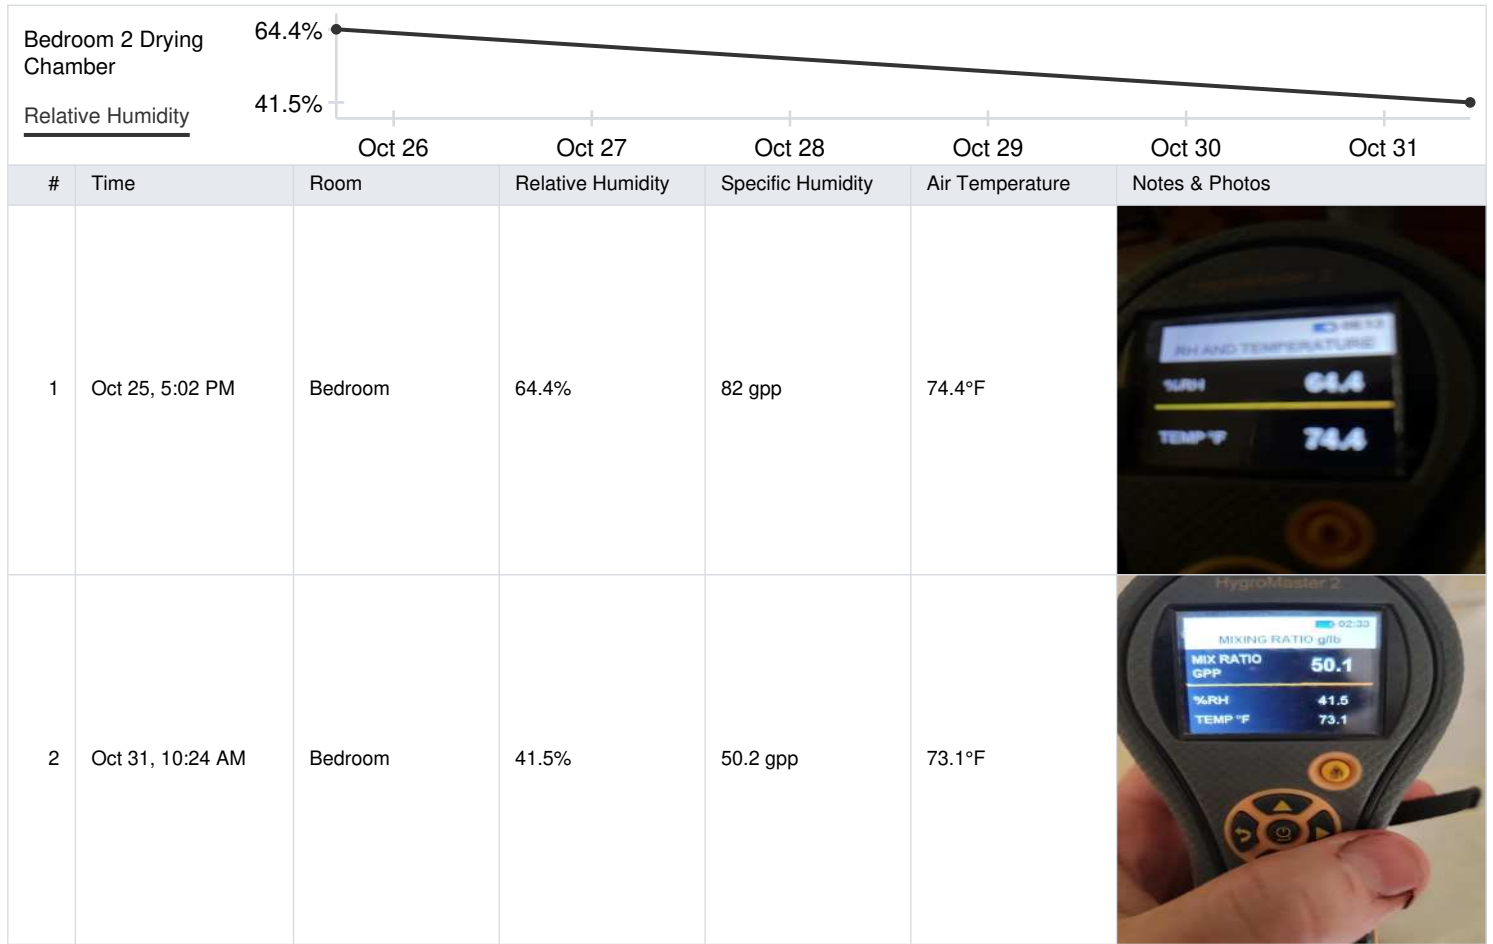 Bedroom 2 Drying
Chamber
Relative Humidity
64.4%
41.5%
Oct 26 Oct 27 Oct 28 Oct 29 Oct 30 Oct 31
# Time Room Relative Humidity Specific Humidity Air Temperature Notes & Photos
1 Oct 25, 5:02 PM Bedroom 64.4% 82 gpp 74.4°F
RH AND TEMPERATURE
%RH 64.4
TEMP °F 74.4
2 Oct 31, 10:24 AM Bedroom 41.5% 50.2 gpp 73.1°F
HygroMaster 2
02:33
MIXING RATIO g/lb
MIX RATIO
GPP 50.1
%RH 41.5
TEMP °F 73.1